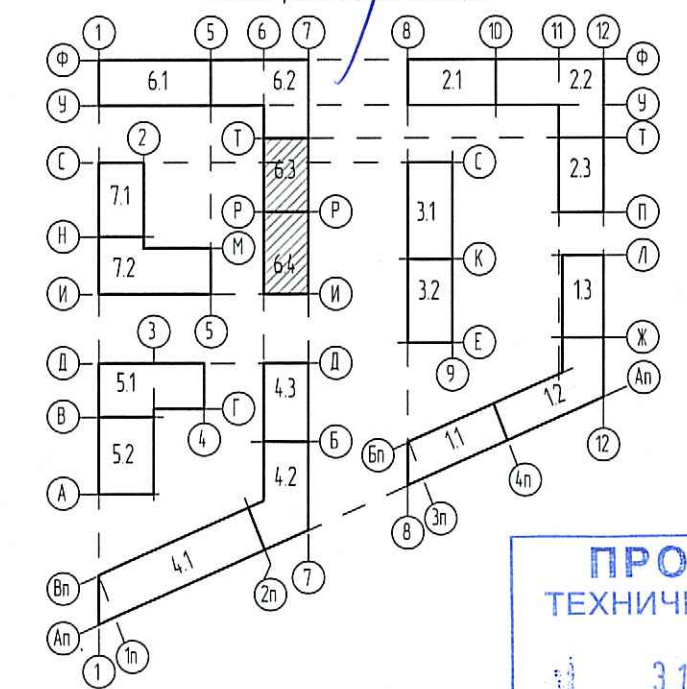 1 5 6 7 8 10 11 12
Ф 6.1 6.2 2.1 2.2 Ф
У У
2 Т Т
С 7.1 6.3 С 2.3
Р Р 3.1 П
Н М К Л
7.2 6.4 3.2 1.3
И И
3 5 Е Ж
Д 5.1 Д 9 Ап
4.3 1.2
В Г Б Бп 1.1 12
5.2 4 4.2 4п
А 8 3п
4.1
Вп 2п 7
Ап 1п
1
ПРО
ТЕХНИЧ
31